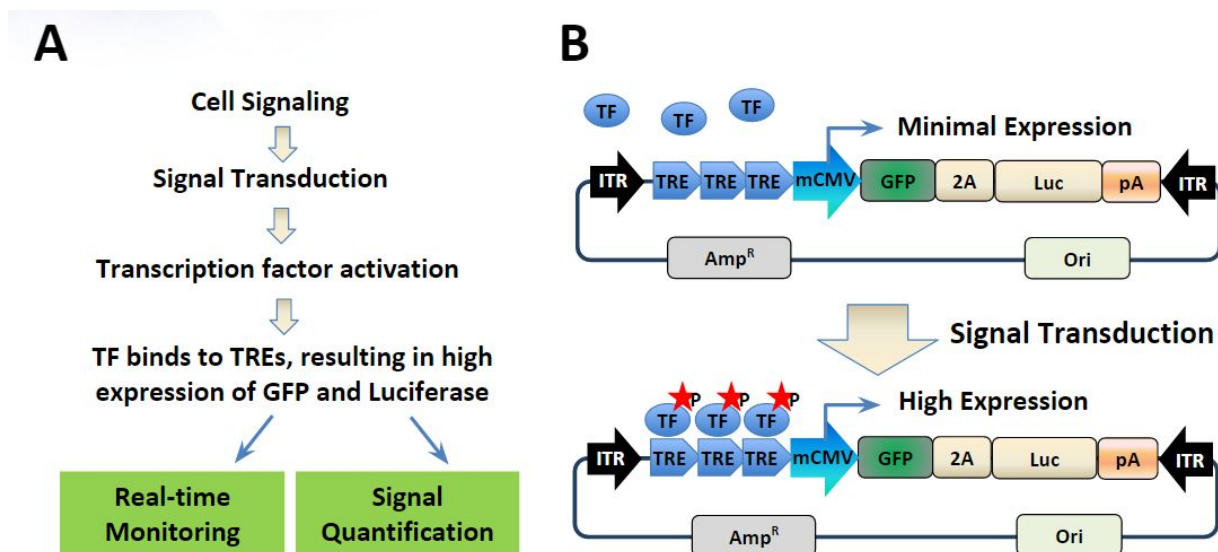 A
Cell Signaling
Signal Transduction
Transcription factor activation
TF binds to TREs, resulting in high
expression of GFP and Luciferase
Real-time
Monitoring
Signal
Quantification
B
TF TF TF
Minimal Expression
ITR TRE TRE TRE mCMV GFP 2A Luc pA ITR
Amp^R Ori
Signal Transduction
P P P
TF TF TF
High Expression
ITR TRE TRE TRE mCMV GFP 2A Luc pA ITR
Amp^R Ori